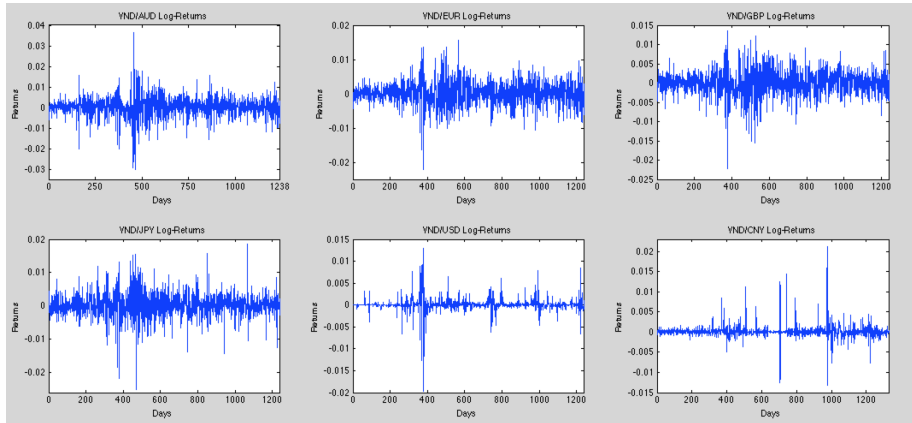 VND/AUD Log-Returns
0.04
0.03
0.02
0.01
0
-0.01
-0.02
-0.03
Returns
0 250 500 750 1000 1238
Days
VND/EUR Log-Returns
0.02
0.01
0
-0.01
-0.02
Returns
0 200 400 600 800 1000 1200
Days
VND/GBP Log-Returns
0.015
0.01
0.005
0
-0.005
-0.01
-0.015
-0.02
-0.025
Returns
0 200 400 600 800 1000 1200
Days
VND/JPY Log-Returns
0.02
0.01
0
-0.01
-0.02
Returns
0 200 400 600 800 1000 1200
Days
VND/USD Log-Returns
0.015
0.01
0.005
0
-0.005
-0.01
-0.015
-0.02
Returns
0 200 400 600 800 1000 1200
Days
VND/CNY Log-Returns
0.02
0.015
0.01
0.005
0
-0.005
-0.01
-0.015
Returns
0 200 400 600 800 1000 1200
Days